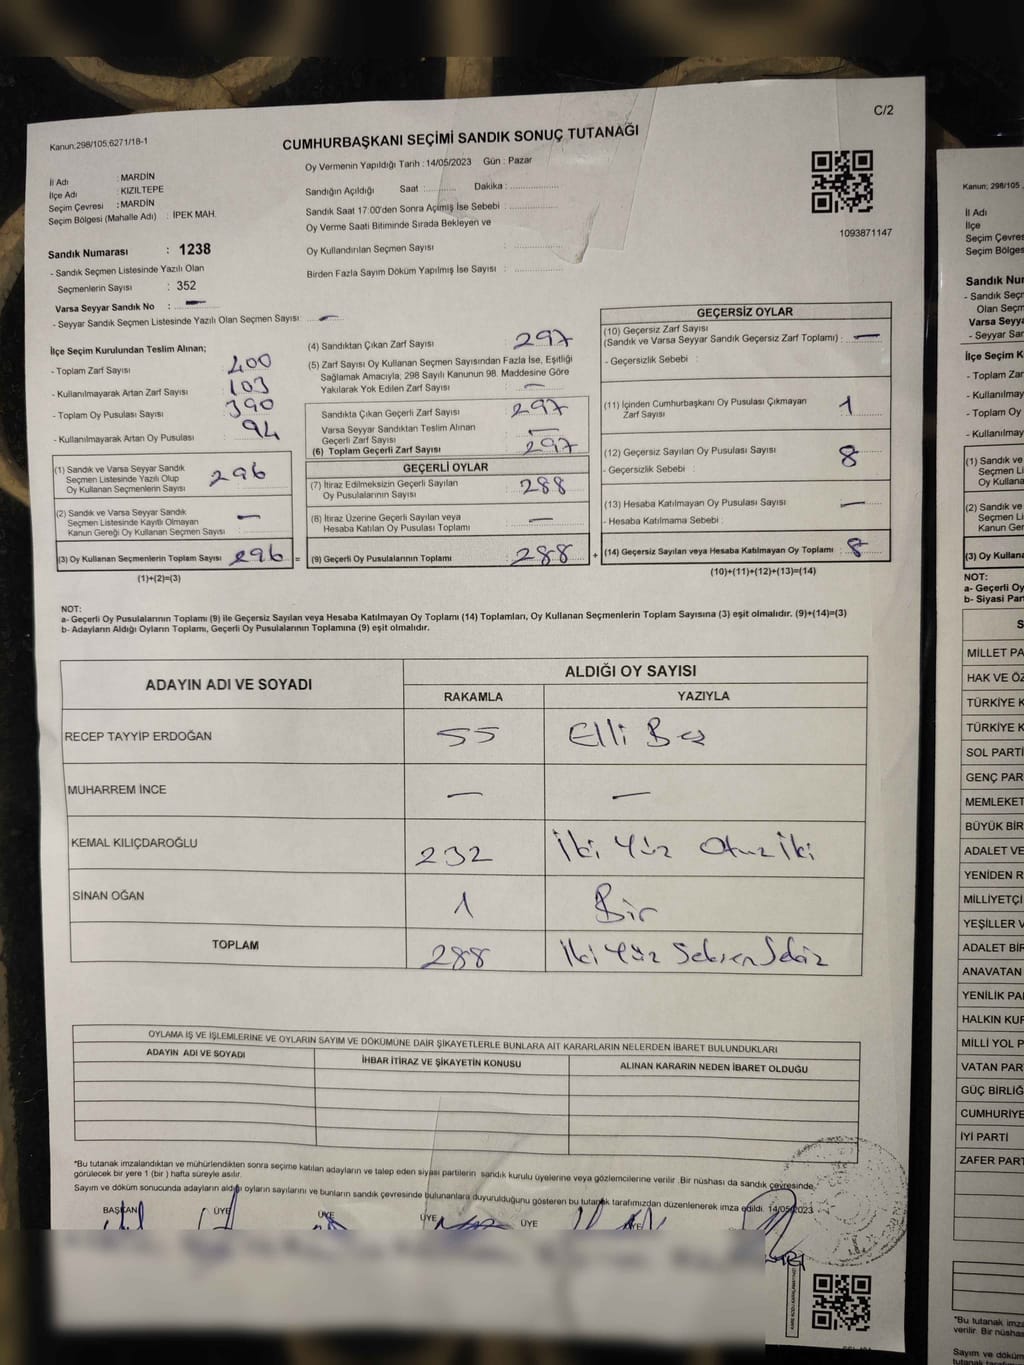 C/2
Kanun:298/105;6271/18-1
CUMHURBAŞKANI SEÇİMİ SANDIK SONUÇ TUTANAĞI
Oy Vermenin Yapıldığı Tarih : 14/05/2023 Gün : Pazar
İl Adı : MARDİN
İlçe Adı : KIZILTEPE
Seçim Çevresi : MARDİN
Seçim Bölgesi (Mahalle Adı) : İPEK MAH.
Sandığın Açıldığı Saat :........... Dakika :..................
Sandık Saat 17:00'den Sonra Açımış İse Sebebi :..................
Oy Verme Saati Bitiminde Sırada Bekleyen ve
Oy Kullandırılan Seçmen Sayısı :..................
Birden Fazla Sayım Döküm Yapılmış İse Sayısı :..................
1093871147
Sandık Numarası : 1238
- Sandık Seçmen Listesinde Yazılı Olan
Seçmenlerin Sayısı : 352
Varsa Seyyar Sandık No : —
- Seyyar Sandık Seçmen Listesinde Yazılı Olan Seçmen Sayısı: —
İlçe Seçim Kurulundan Teslim Alınan;
- Toplam Zarf Sayısı : 400
- Kullanılmayarak Artan Zarf Sayısı : 103
- Toplam Oy Pusulası Sayısı : 390
- Kullanılmayarak Artan Oy Pusulası : 94
(1) Sandık ve Varsa Seyyar Sandık
Seçmen Listesinde Yazılı Olup
Oy Kullanan Seçmenlerin Sayısı : 296
(2) Sandık ve Varsa Seyyar Sandık
Seçmen Listesinde Kayıtlı Olmayan
Kanun Gereği Oy Kullanan Seçmen Sayısı : —
(3) Oy Kullanan Seçmenlerin Toplam Sayısı : 296 =
(1)+(2)=(3)
(4) Sandıktan Çıkan Zarf Sayısı : 297
(5) Zarf Sayısı Oy Kullanan Seçmen Sayısından Fazla İse, Eşitliği
Sağlamak Amacıyla; 298 Sayılı Kanunun 98. Maddesine Göre
Yakılarak Yok Edilen Zarf Sayısı : —
Sandıkta Çıkan Geçerli Zarf Sayısı : 297
Varsa Seyyar Sandıktan Teslim Alınan
Geçerli Zarf Sayısı : —
(6) Toplam Geçerli Zarf Sayısı : 297
GEÇERLİ OYLAR
(7) İtiraz Edilmeksizin Geçerli Sayılan
Oy Pusulalarının Sayısı : 288
(8) İtiraz Üzerine Geçerli Sayılan veya
Hesaba Katılan Oy Pusulası Toplamı : —
(9) Geçerli Oy Pusulalarının Toplamı : 288 +
GEÇERSİZ OYLAR
(10) Geçersiz Zarf Sayısı
(Sandık ve Varsa Seyyar Sandık Geçersiz Zarf Toplamı) : —
- Geçersizlik Sebebi :
(11) İçinden Cumhurbaşkanı Oy Pusulası Çıkmayan
Zarf Sayısı : 1
(12) Geçersiz Sayılan Oy Pusulası Sayısı : 8
- Geçersizlik Sebebi :
(13) Hesaba Katılmayan Oy Pusulası Sayısı : —
- Hesaba Katılmama Sebebi :
(14) Geçersiz Sayılan veya Hesaba Katılmayan Oy Toplamı : 8
(10)+(11)+(12)+(13)=(14)
NOT:
a- Geçerli Oy Pusulalarının Toplamı (9) ile Geçersiz Sayılan veya Hesaba Katılmayan Oy Toplamı (14) Toplamları, Oy Kullanan Seçmenlerin Toplam Sayısına (3) eşit olmalıdır. (9)+(14)=(3)
b- Adayların Aldığı Oyların Toplamı, Geçerli Oy Pusulalarının Toplamına (9) eşit olmalıdır.
ADAYIN ADI VE SOYADI ALDIĞI OY SAYISI
RAKAMLA YAZIYLA
RECEP TAYYİP ERDOĞAN 55 Elli Beş
MUHARREM İNCE — —
KEMAL KILIÇDAROĞLU 232 İki Yüz Otuz İki
SİNAN OĞAN 1 Bir
TOPLAM 288 İki Yüz Seksen Sekiz
OYLAMA İŞ VE İŞLEMLERİNE VE OYLARIN SAYIM VE DÖKÜMÜNE DAİR ŞİKAYETLERLE BUNLARA AİT KARARLARIN NELERDEN İBARET BULUNDUKLARI
ADAYIN ADI VE SOYADI İHBAR İTİRAZ VE ŞİKAYETİN KONUSU ALINAN KARARIN NEDEN İBARET OLDUĞU
*Bu tutanak imzalandıktan ve mühürlendikten sonra seçime katılan adayların ve talep eden siyasi partilerin sandık kurulu üyelerine veya gözlemcilerine verilir .Bir nüshası da sandık çevresinde,
görülecek bir yere 1 (bir ) hafta süreyle asılır.
Sayım ve döküm sonucunda adayların aldığı oyların sayılarını ve bunların sandık çevresinde bulunanlara duyurulduğunu gösteren bu tutanak tarafımızdan düzenlenerek imza edildi. 14/05/2023
BAŞKAN ÜYE ÜYE ÜYE ÜYE ÜYE
Kanun; 298/105
İl Adı
İlçe
Seçim Çevres
Seçim Bölges
Sandık Nur
- Sandık Seçr
Olan Seçm
Varsa Seyya
- Seyyar Sar
İlçe Seçim K
- Toplam Zar
- Kullanılmay
- Toplam Oy
- Kullanılmay
(1) Sandık ve
Seçmen Li
Oy Kullana
(2) Sandık ve
Seçmen Li
Kanun Ger
(3) Oy Kullana
NOT:
a- Geçerli Oy
b- Siyasi Par
S
MİLLET PA
HAK VE ÖZ
TÜRKİYE K
TÜRKİYE K
SOL PARTİ
GENÇ PAR
MEMLEKET
BÜYÜK BİR
ADALET VE
YENİDEN R
MİLLİYETÇİ
YEŞİLLER V
ADALET BİR
ANAVATAN
YENİLİK PA
HALKIN KUR
MİLLİ YOL P
VATAN PAR
GÜÇ BİRLİĞ
CUMHURİYE
İYİ PARTİ
ZAFER PART
*Bu tutanak imza
verilir .Bir nüshas
Sayım ve döküm